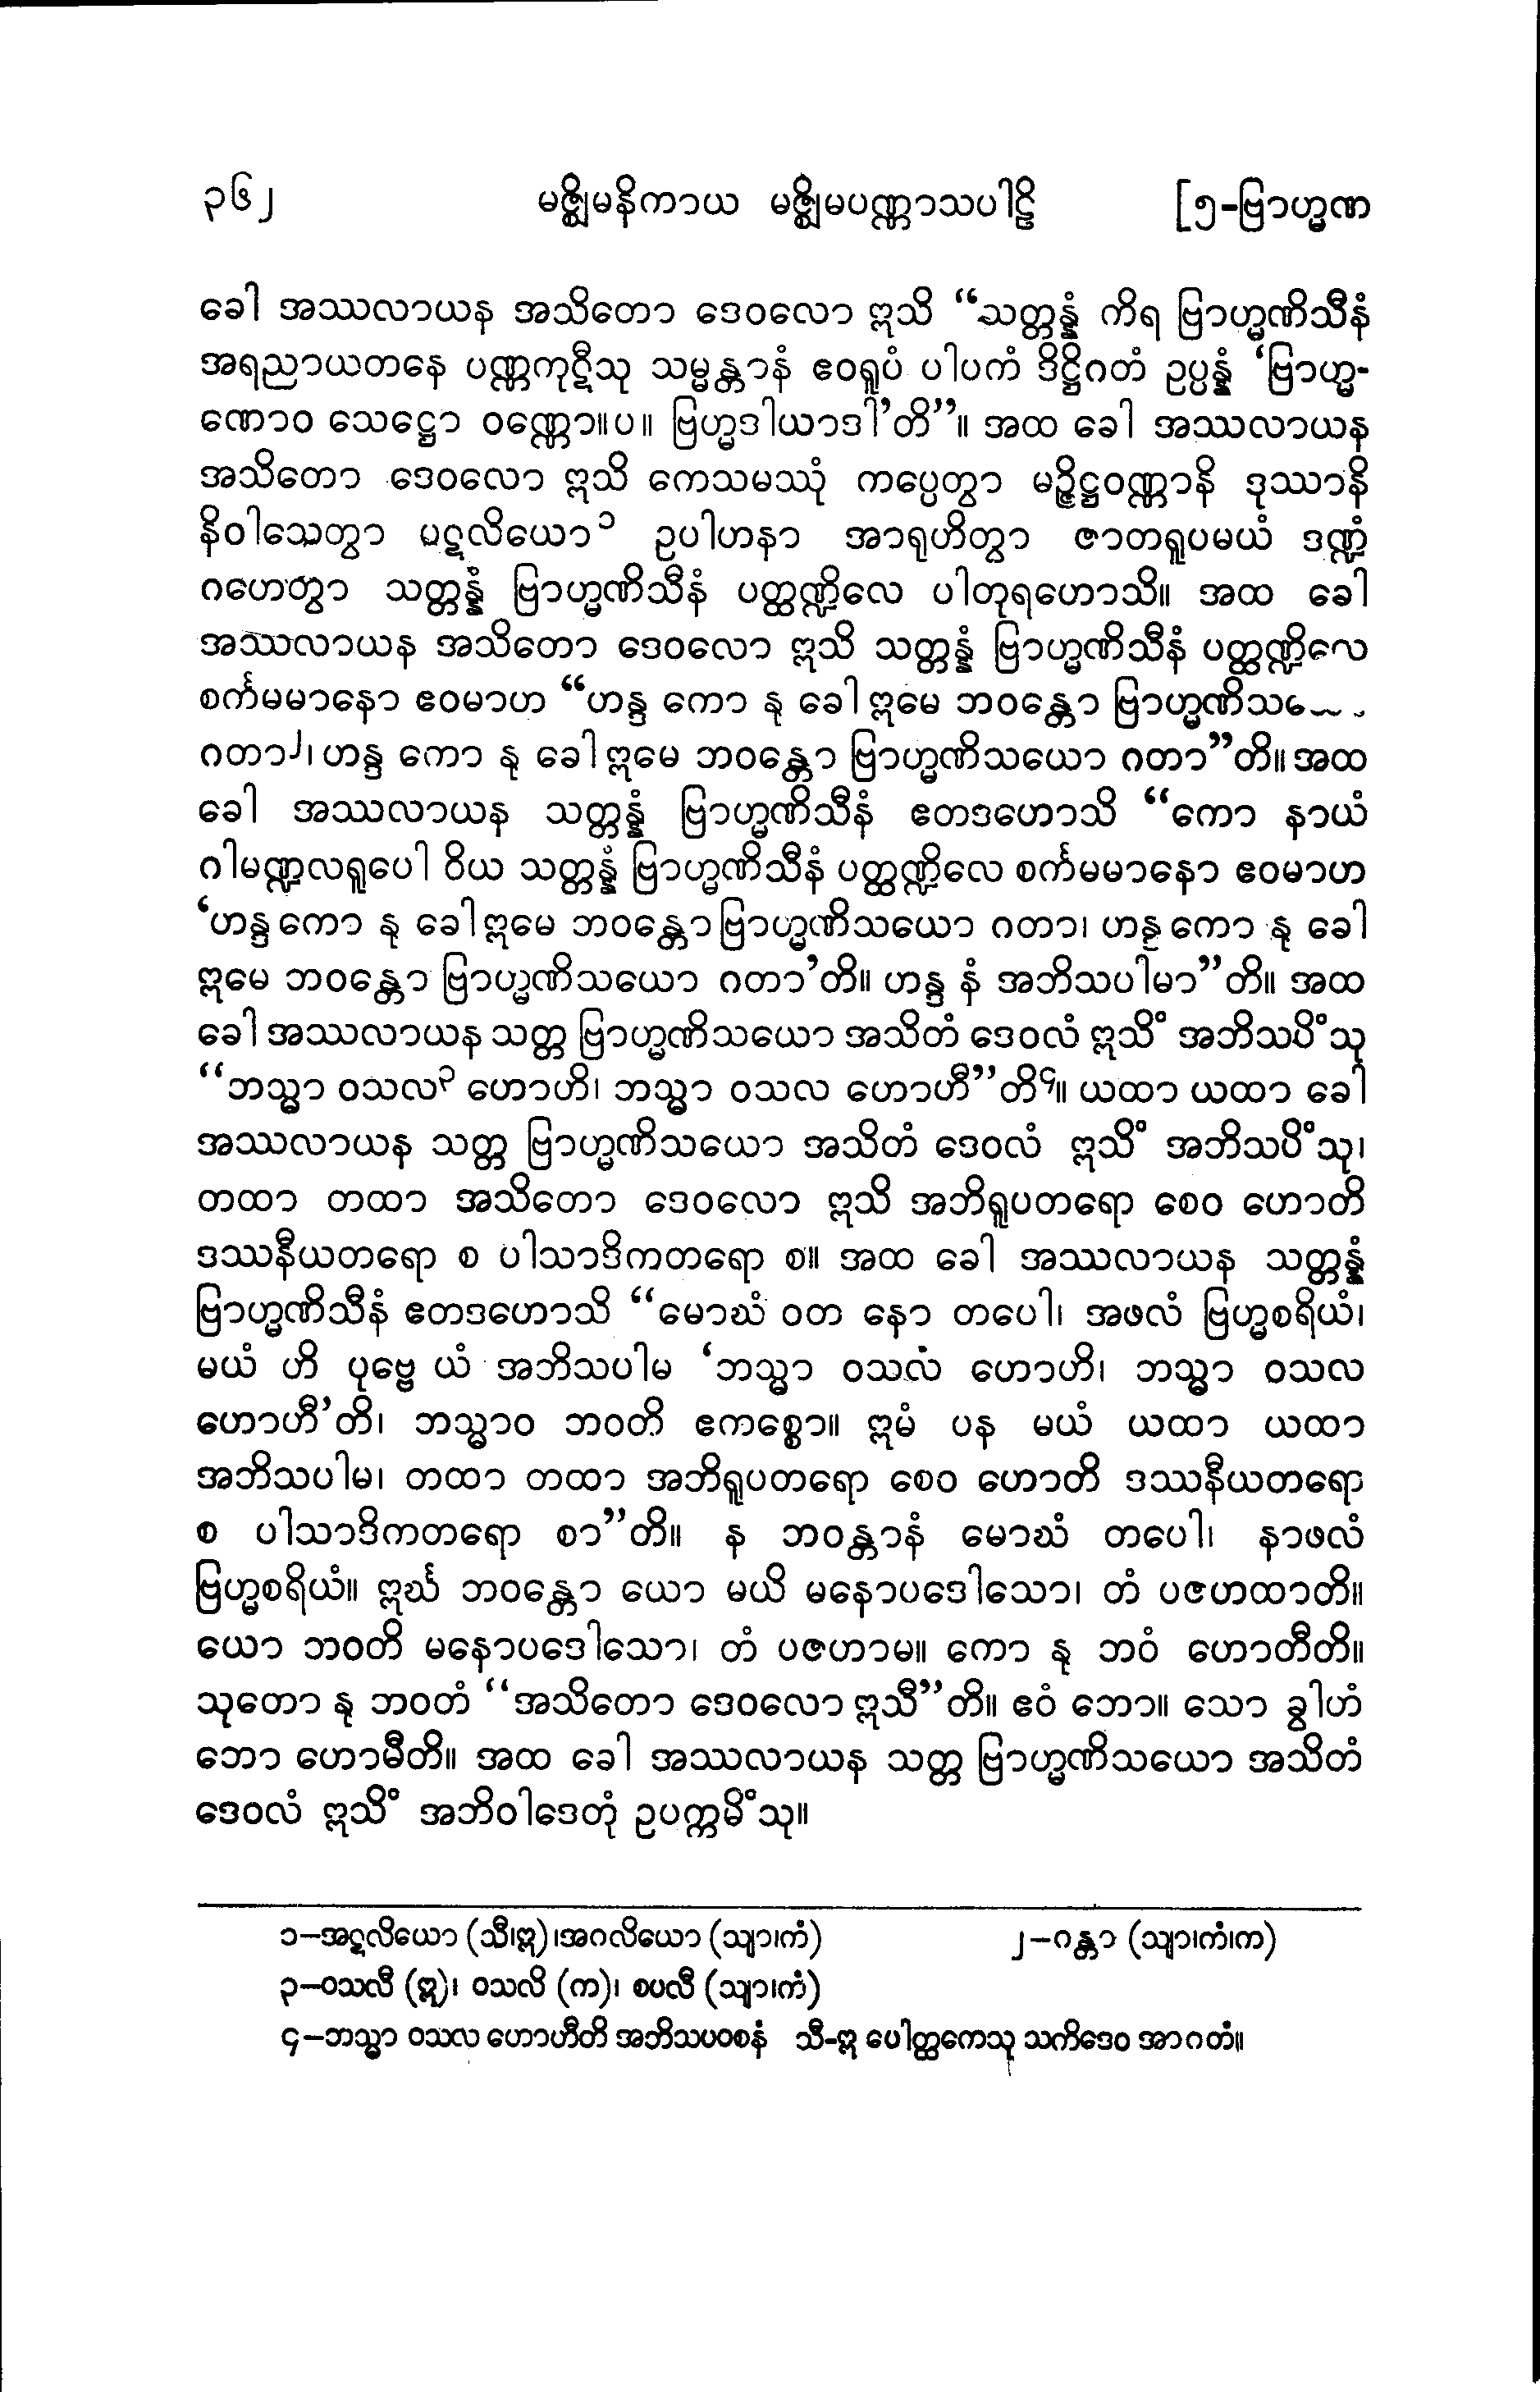 ၃၆၂ မဇ္ဈိမနိကာယ မဇ္ဈိမပဏ္ဏာသပါဠိ [၅-ဗြာဟ္မဏ
ခေါ အဿလာယန အသိတော ဒေဝလော ဣသိ “သတ္တန္နံ ကိရ ဗြာဟ္မဏိသီနံ
အရညာယတနေ ပဏ္ဏကုဋီသု သမ္မန္တာနံ ဧဝရူပံ ပါပကံ ဒိဋ္ဌိဂတံ ဥပ္ပန္နံ ‘ဗြာဟ္မ-
ဏောဝ သေဋ္ဌော ဝဏ္ဏော။ပ။ ဗြဟ္မဒါယာဒါ’တိ”။ အထ ခေါ အဿလာယန
အသိတော ဒေဝလော ဣသိ ကေသမဿုံ ကပ္ပေတွာ မဉ္ဇိဋ္ဌဝဏ္ဏာနိ ဒုဿာနိ
နိဝါသေတွာ ပဋလိယော၁ ဥပါဟနာ အာရုဟိတွာ ဇာတရူပမယံ ဒဏ္ဍံ
ဂဟေတွာ သတ္တန္နံ ဗြာဟ္မဏိသီနံ ပတ္ထဏ္ဍိလေ ပါတုရဟောသိ။ အထ ခေါ
အဿလာယန အသိတော ဒေဝလော ဣသိ သတ္တန္နံ ဗြာဟ္မဏိသီနံ ပတ္ထဏ္ဍိလေ
စင်္ကမမာနော ဧဝမာဟ “ဟန္ဒ ကော နု ခေါ ဣမေ ဘဝန္တော
ဂတာ၂၊ ဟန္ဒ ကော နု ခေါ ဣမေ ဘဝန္တော ဗြာဟ္မဏိသယော ဂတာ”တိ။ အထ
ခေါ အဿလာယန သတ္တန္နံ ဗြာဟ္မဏိသီနံ ဧတဒဟောသိ “ကော နာယံ
ဂါမဏ္ဍလရူပေါ ဝိယ သတ္တန္နံ ဗြာဟ္မဏိသီနံ ပတ္ထဏ္ဍိလေ စင်္ကမမာနော ဧဝမာဟ
‘ဟန္ဒ ကော နု ခေါ ဣမေ ဘဝန္တော ဗြာဟ္မဏိသယော ဂတာ၊ ဟန္ဒ ကော နု ခေါ
ဣမေ ဘဝန္တော ဗြာဟ္မဏိသယော ဂတာ’တိ။ ဟန္ဒ နံ အဘိသပါမာ”တိ။ အထ
ခေါ အဿလာယန သတ္တ ဗြာဟ္မဏိသယော အသိတံ ဒေဝလံ ဣသိံ အဘိသပိံသု
“ဘသ္မာ ဝသလ၃ ဟောဟိ၊ ဘသ္မာ ဝသလ ဟောဟီ”တိ၄။ ယထာ ယထာ ခေါ
အဿလာယန သတ္တ ဗြာဟ္မဏိသယော အသိတံ ဒေဝလံ ဣသိံ အဘိသပိံသု၊
တထာ တထာ အသိတော ဒေဝလော ဣသိ အဘိရူပတရော စေဝ ဟောတိ
ဒဿနီယတရော စ ပါသာဒိကတရော စ။ အထ ခေါ အဿလာယန သတ္တန္နံ
ဗြာဟ္မဏိသီနံ ဧတဒဟောသိ “မောဃံ ဝတ နော တပေါ၊ အဖလံ ဗြဟ္မစရိယံ၊
မယံ ဟိ ပုဗ္ဗေ ယံ အဘိသပါမ ‘ဘသ္မာ ဝသလ ဟောဟိ၊ ဘသ္မာ ဝသလ
ဟောဟီ’တိ၊ ဘသ္မာဝ ဘဝတိ ဧကစ္စော။ ဣမံ ပန မယံ ယထာ ယထာ
အဘိသပါမ၊ တထာ တထာ အဘိရူပတရော စေဝ ဟောတိ ဒဿနီယတရော
စ ပါသာဒိကတရော စာ”တိ။ န ဘဝန္တာနံ မောဃံ တပေါ၊ နာဖလံ
ဗြဟ္မစရိယံ။ ဣင်္ဃ ဘဝန္တော ယော မယိ မနောပဒေါသော၊ တံ ပဇဟထာတိ။
ယော ဘဝတိ မနောပဒေါသော၊ တံ ပဇဟာမ။ ကော နု ဘဝံ ဟောတီတိ။
သုတော နု ဘဝတံ “အသိတော ဒေဝလော ဣသီ”တိ။ ဧဝံ ဘော။ သော ခွါဟံ
ဘော ဟောမီတိ။ အထ ခေါ အဿလာယန သတ္တ ဗြာဟ္မဏိသယော အသိတံ
ဒေဝလံ ဣသိံ အဘိဝါဒေတုံ ဥပက္ကမိံသု။
၁-အဋလိယော (သီ၊ဣ)၊အဂလိယော (သျာ၊ကံ) ၂-ဂန္တာ (သျာ၊ကံ၊က)
၃-ဝသလီ (ဣ)၊ ဝသလိ (က)၊ စပလီ (သျာ၊ကံ)
၄-ဘသ္မာ ဝသလ ဟောဟီတိ အဘိသပဝစနံ သီ-ဣ ပေါတ္ထကေသု သကိဒေဝ အာဂတံ။